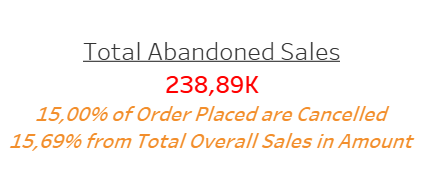 Total Abandoned Sales
238,89K
15,00% of Order Placed are Cancelled
15,69% from Total Overall Sales in Amount